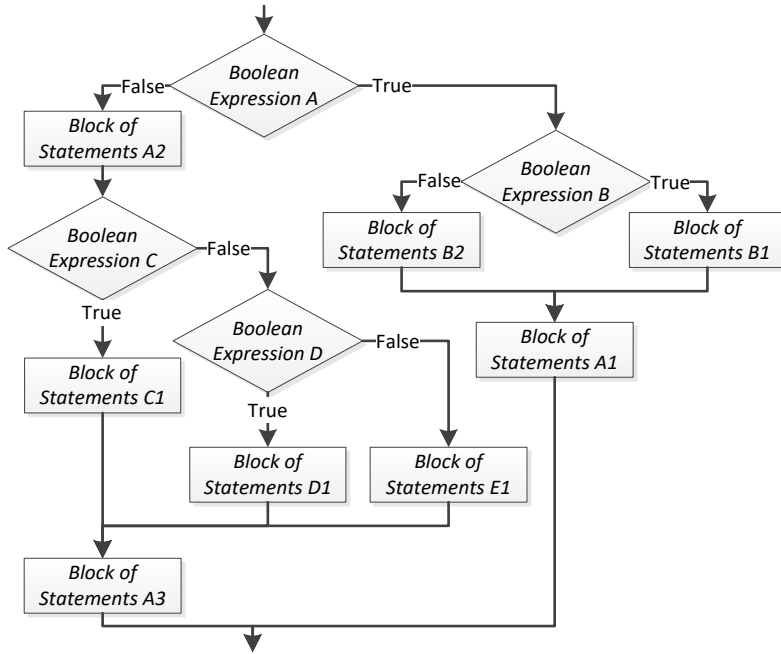 Boolean
Expression A
False
True
Block of
Statements A2
Boolean
Expression B
False
True
Block of
Statements B2
Block of
Statements B1
Boolean
Expression C
False
True
Boolean
Expression D
False
True
Block of
Statements A1
Block of
Statements C1
Block of
Statements D1
Block of
Statements E1
Block of
Statements A3